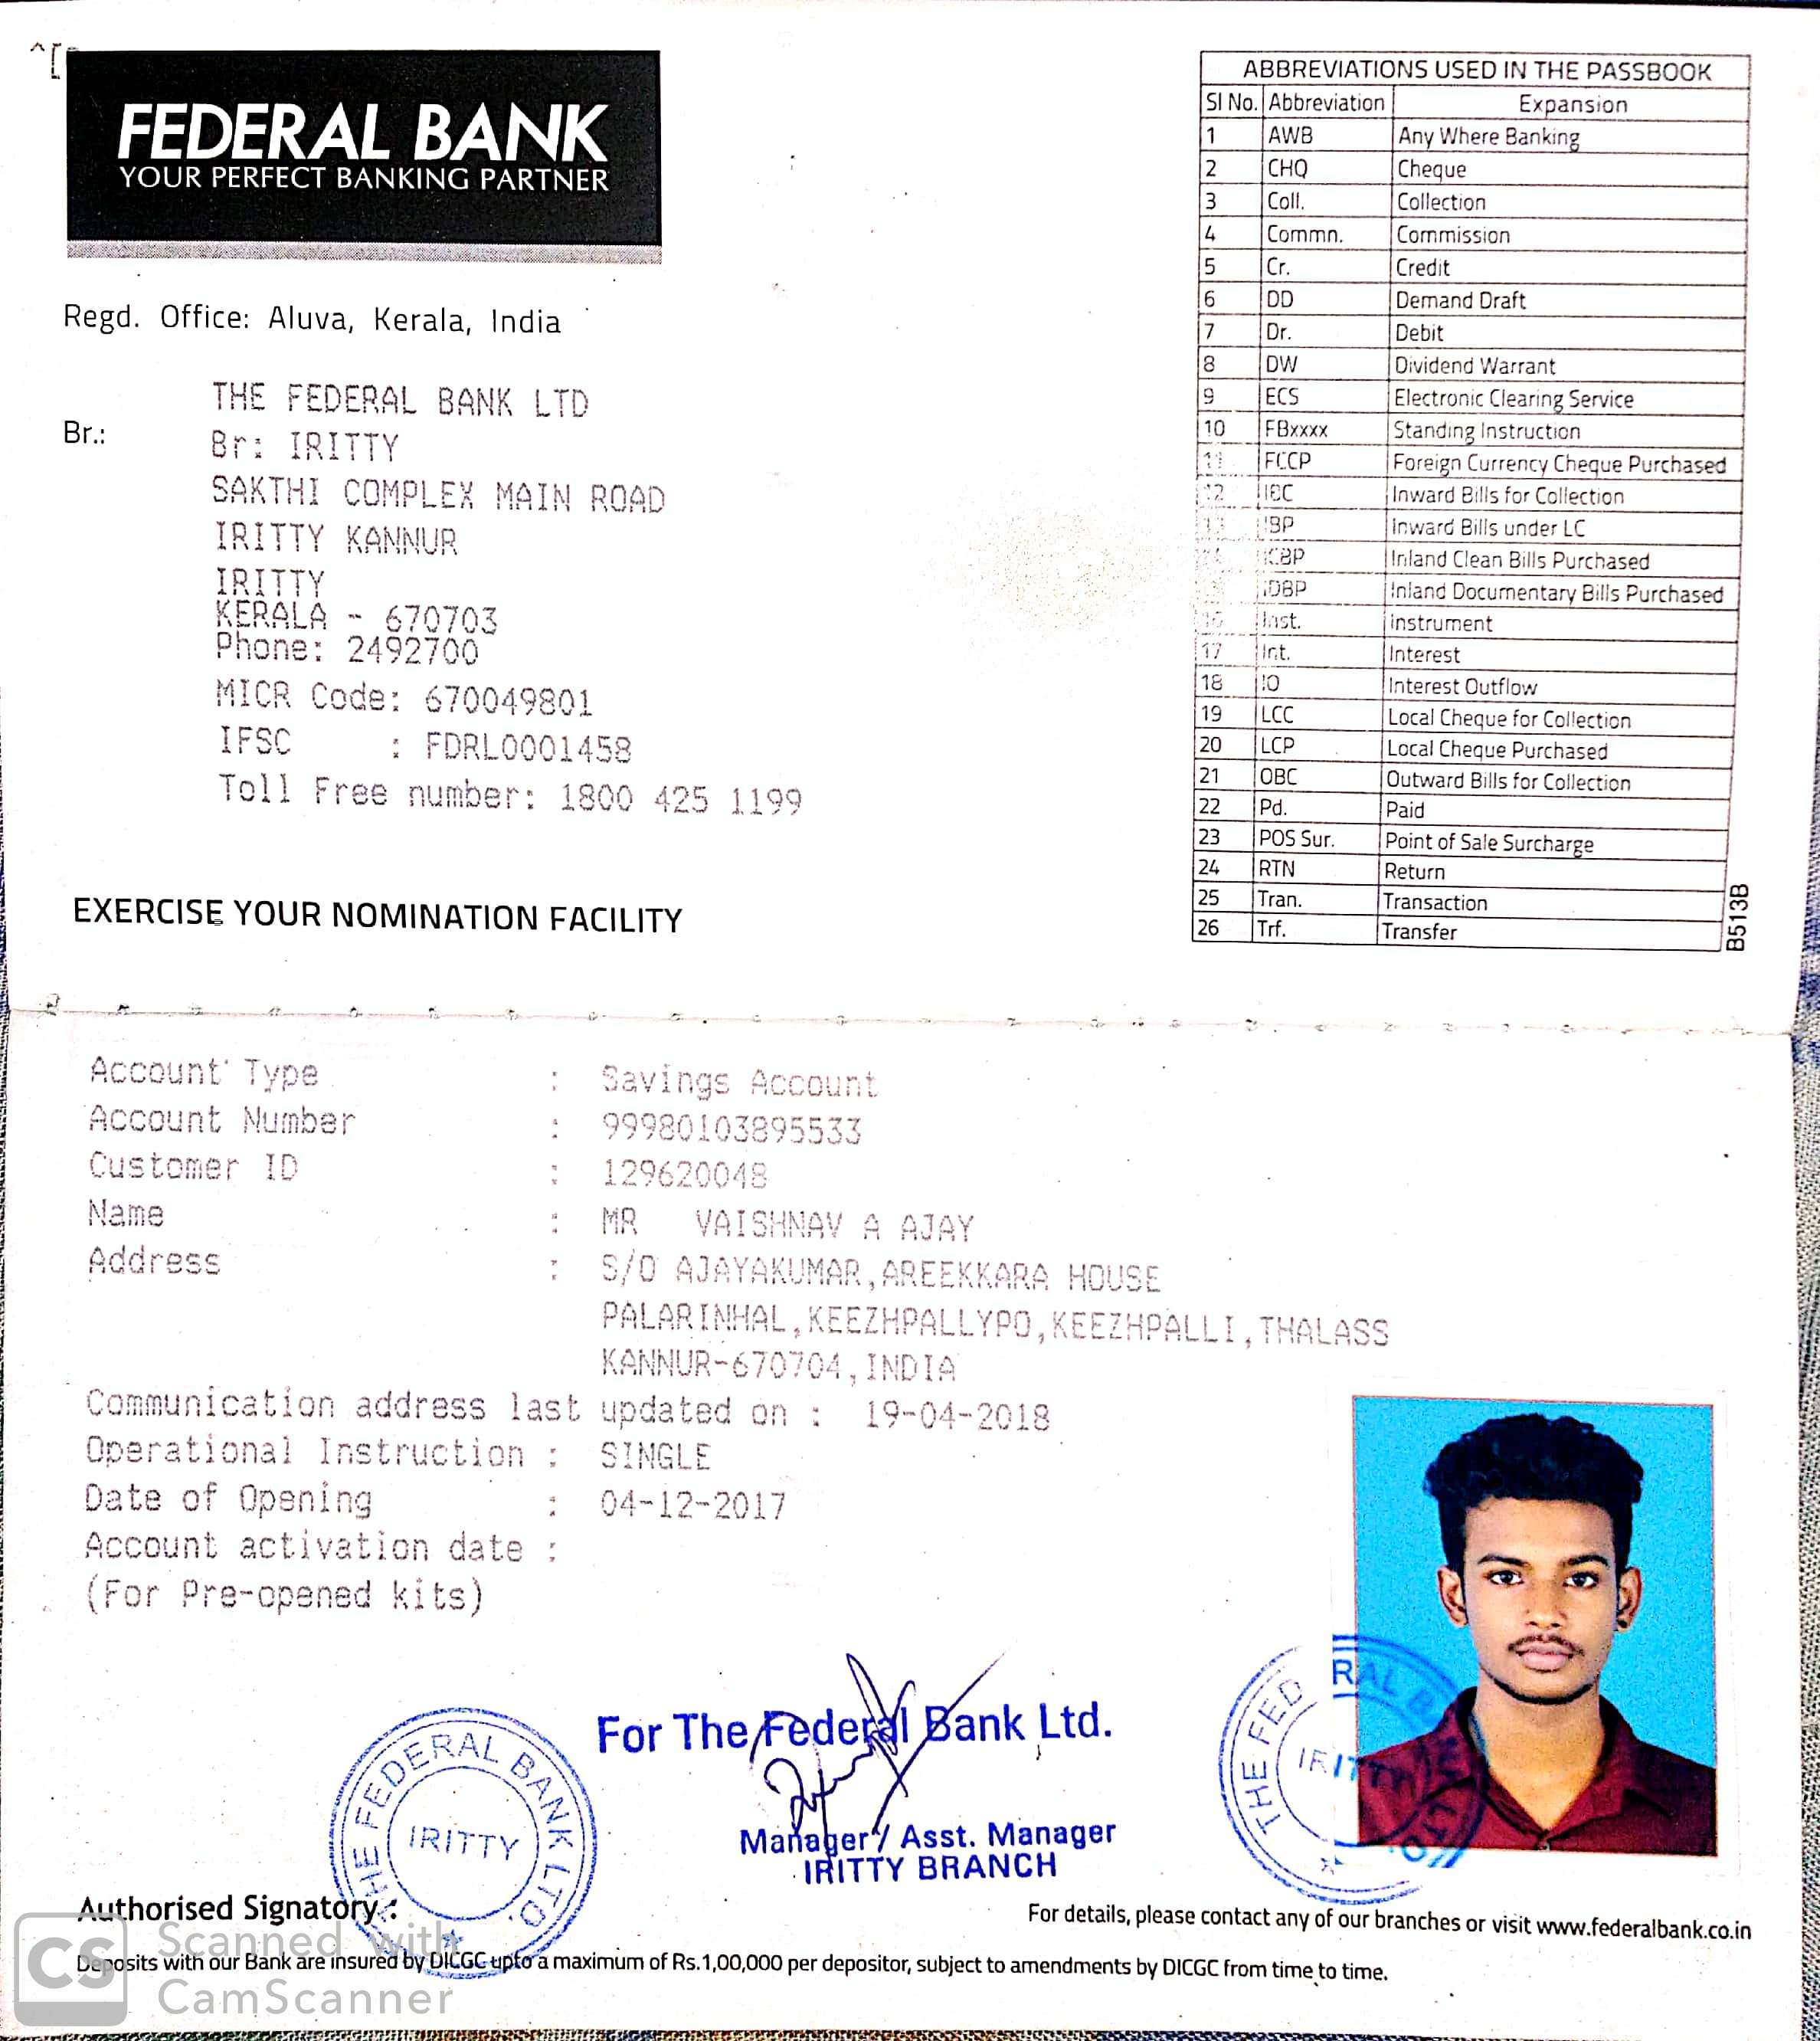 FEDERAL BANK
YOUR PERFECT BANKING PARTNER
Regd. Office: Aluva, Kerala, India
THE FEDERAL BANK LTD
Br.: Br: IRITTY
SAKTHI COMPLEX MAIN ROAD
IRITTY KANNUR
IRITTY
KERALA - 670703
Phone: 2492700
MICR Code: 670049801
IFSC : FDRL0001458
Toll Free number: 1800 425 1199
EXERCISE YOUR NOMINATION FACILITY
ABBREVIATIONS USED IN THE PASSBOOK
Sl No. Abbreviation Expansion
1 AWB Any Where Banking
2 CHQ Cheque
3 Coll. Collection
4 Commn. Commission
5 Cr. Credit
6 DD Demand Draft
7 Dr. Debit
8 DW Dividend Warrant
9 ECS Electronic Clearing Service
10 FBxxxx Standing Instruction
11 FCCP Foreign Currency Cheque Purchased
12 IBC Inward Bills for Collection
13 IBP Inward Bills under LC
14 ICBP Inland Clean Bills Purchased
IDBP Inland Documentary Bills Purchased
16 Inst. instrument
17 Int. Interest
18 IO Interest Outflow
19 LCC Local Cheque for Collection
20 LCP Local Cheque Purchased
21 OBC Outward Bills for Collection
22 Pd. Paid
23 POS Sur. Point of Sale Surcharge
24 RTN Return
25 Tran. Transaction
26 Trf. Transfer
B513B
Account Type : Savings Account
Account Number : 99980103895533
Customer ID : 129620048
Name : MR VAISHNAV A AJAY
Address : S/O AJAYAKUMAR,AREEKKARA HOUSE
PALARINHAL,KEEZHPALLYPO,KEEZHPALLI,THALASS
KANNUR-670704,INDIA
Communication address last updated on : 19-04-2018
Operational Instruction : SINGLE
Date of Opening : 04-12-2017
Account activation date :
(For Pre-opened kits)
For The Federal Bank Ltd.
Manager / Asst. Manager
IRITTY BRANCH
THE FEDERAL BANK LTD.
IRITTY
THE FEDERAL B
IRITTY
Authorised Signatory :
For details, please contact any of our branches or visit www.federalbank.co.in
Deposits with our Bank are insured by DICGC upto a maximum of Rs.1,00,000 per depositor, subject to amendments by DICGC from time to time.
CS Scanned with
CamScanner